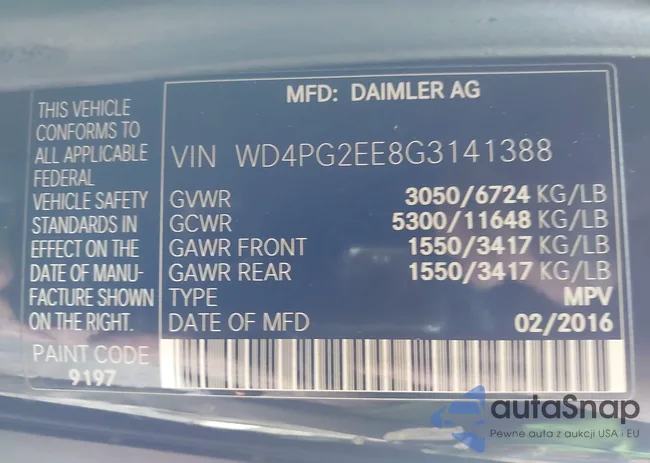 MFD: DAIMLER AG
THIS VEHICLE
CONFORMS TO
ALL APPLICABLE
FEDERAL
VEHICLE SAFETY
STANDARDS IN
EFFECT ON THE
DATE OF MANU-
FACTURE SHOWN
ON THE RIGHT.
PAINT CODE
9197
VIN WD4PG2EE8G3141388
GVWR 3050/6724 KG/LB
GCWR 5300/11648 KG/LB
GAWR FRONT 1550/3417 KG/LB
GAWR REAR 1550/3417 KG/LB
TYPE MPV
DATE OF MFD 02/2016
autaSnap
Pewne auta z aukcji USA i EU